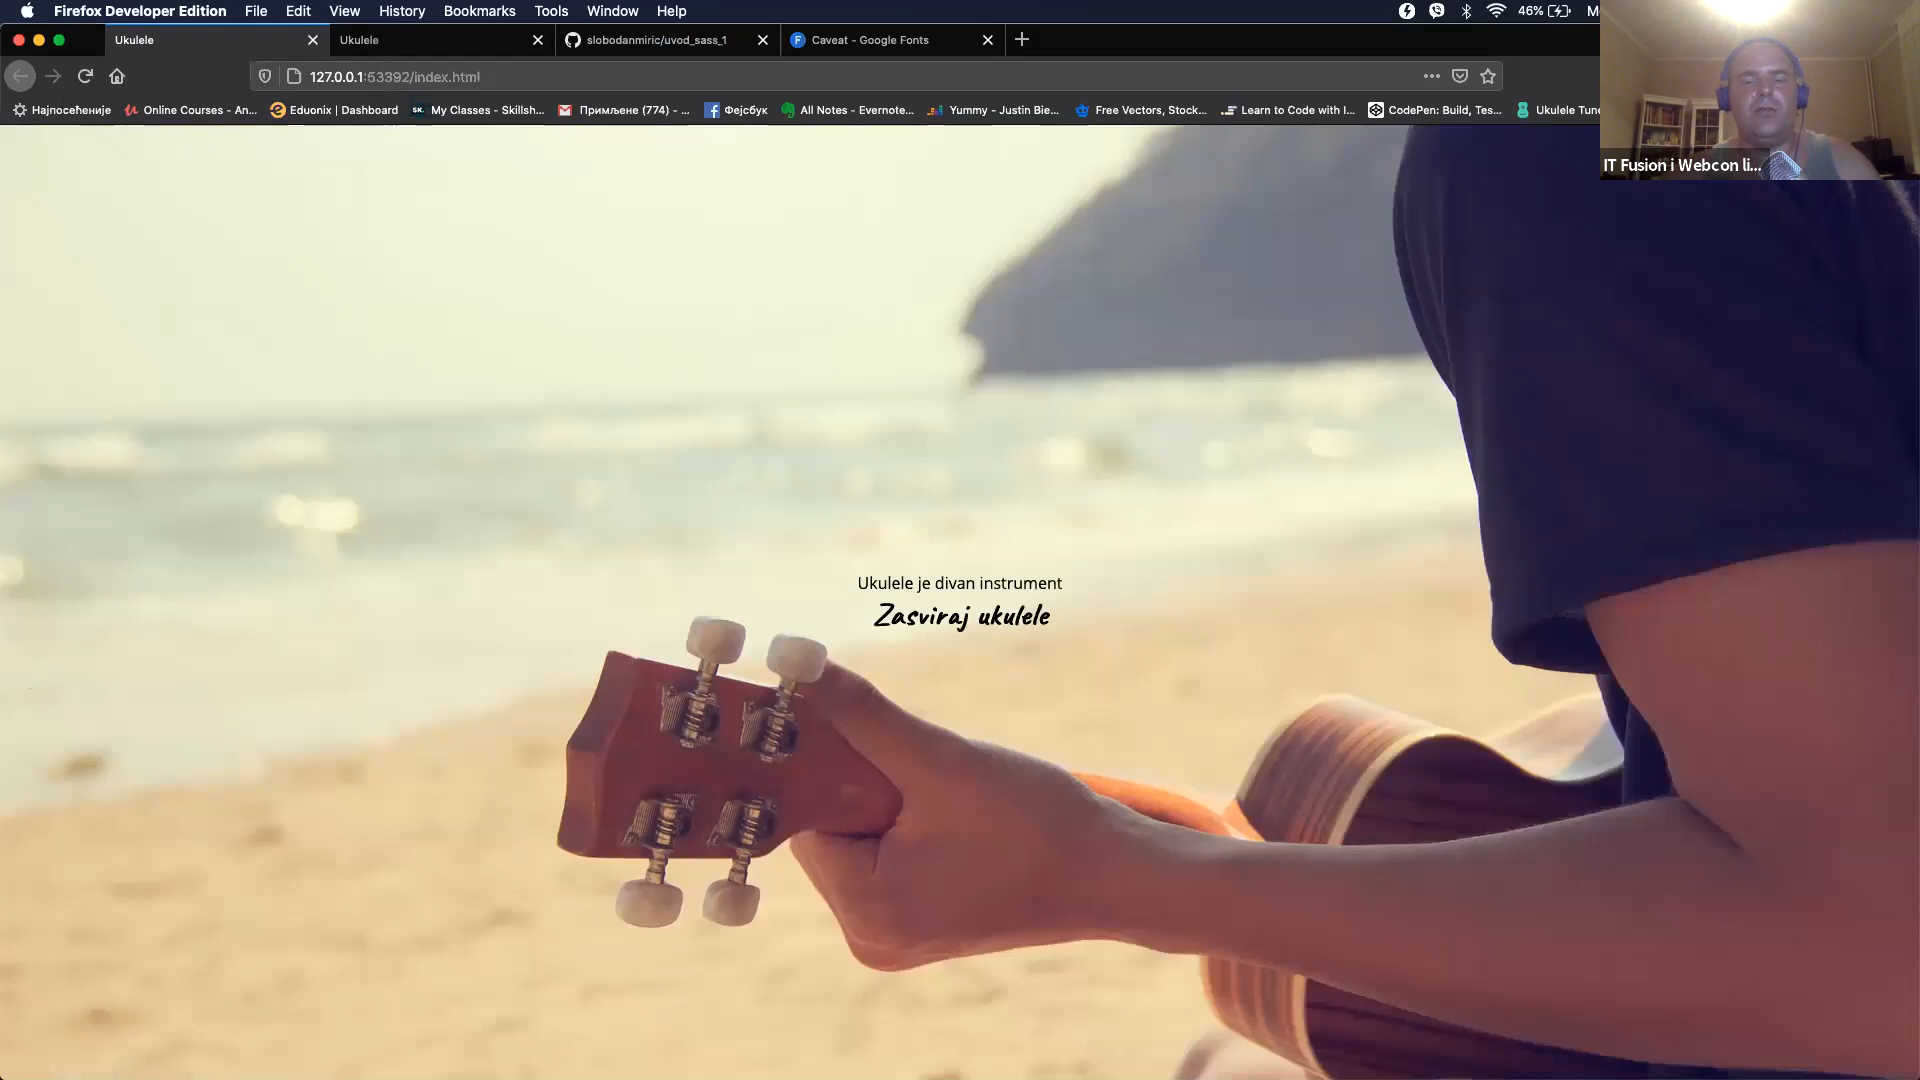 Firefox Developer Edition File Edit View History Bookmarks Tools Window Help 46%
Ukulele Ukulele slobodanmiric/uvod_sass_1 Caveat - Google Fonts
127.0.0.1:53392/index.html
Најпосећеније Online Courses - An... Eduonix | Dashboard My Classes - Skillsh... Примљене (774) - ... Фејсбук All Notes - Evernote... Yummy - Justin Bie... Free Vectors, Stock... Learn to Code with I... CodePen: Build, Tes... Ukulele Tune
IT Fusion i Webcon li...
Ukulele je divan instrument
Zasviraj ukulele